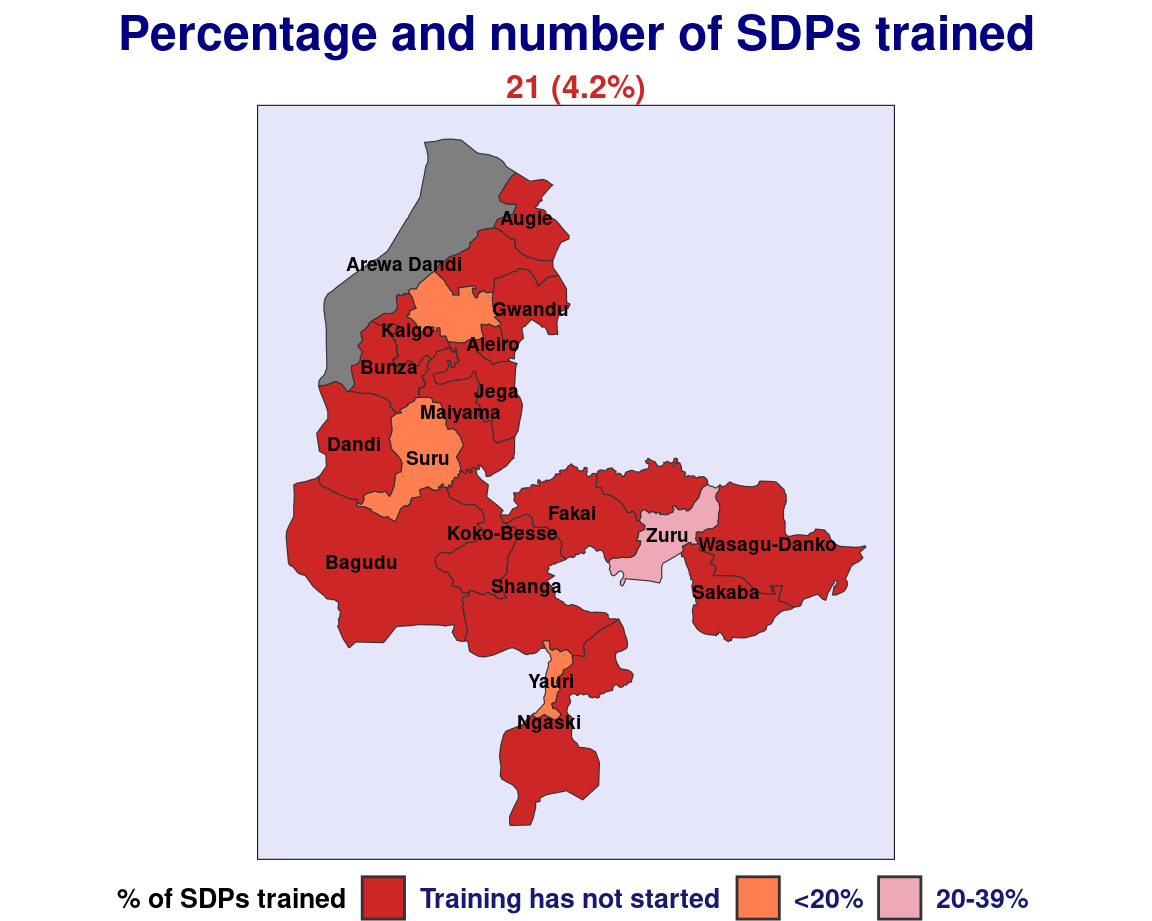 Percentage and number of SDPs trained
21 (4.2%)
Augie
Arewa Dandi
Gwandu
Kalgo
Aleiro
Bunza
Jega
Maiyama
Dandi
Suru
Fakai
Koko-Besse
Zuru
Wasagu-Danko
Bagudu
Shanga
Sakaba
Yauri
Ngaski
% of SDPs trained
Training has not started
<20%
20-39%